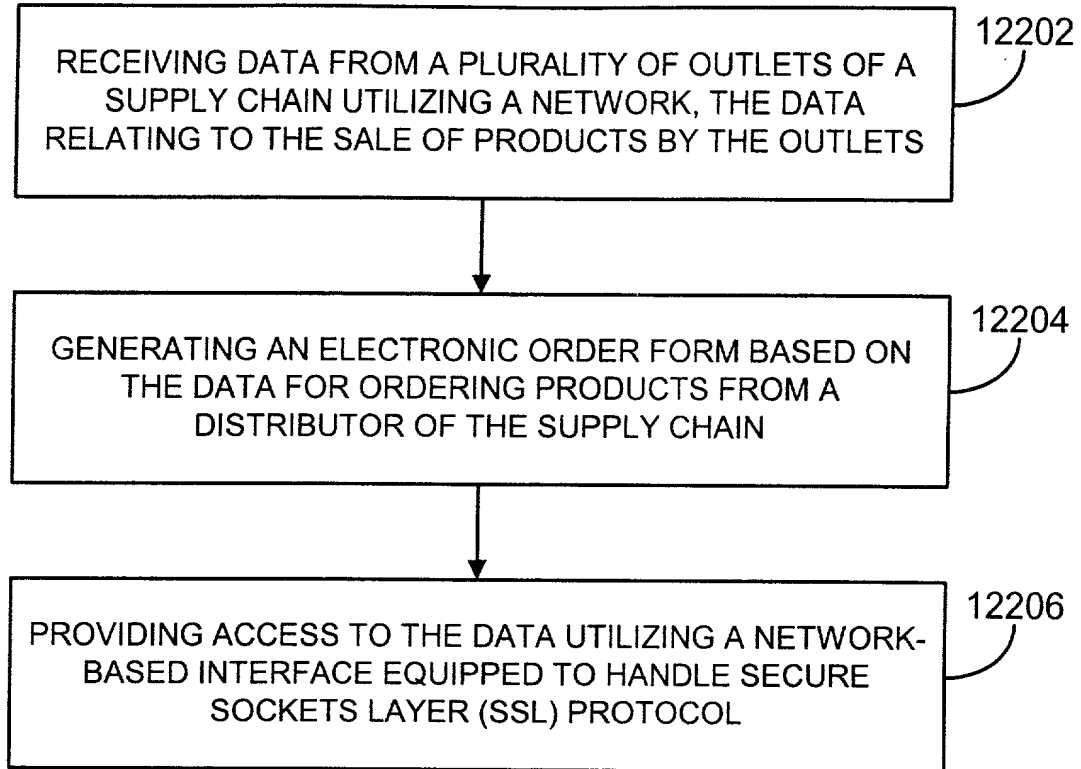 12202
RECEIVING DATA FROM A PLURALITY OF OUTLETS OF A
SUPPLY CHAIN UTILIZING A NETWORK, THE DATA
RELATING TO THE SALE OF PRODUCTS BY THE OUTLETS
12204
GENERATING AN ELECTRONIC ORDER FORM BASED ON
THE DATA FOR ORDERING PRODUCTS FROM A
DISTRIBUTOR OF THE SUPPLY CHAIN
12206
PROVIDING ACCESS TO THE DATA UTILIZING A NETWORK-
BASED INTERFACE EQUIPPED TO HANDLE SECURE
SOCKETS LAYER (SSL) PROTOCOL